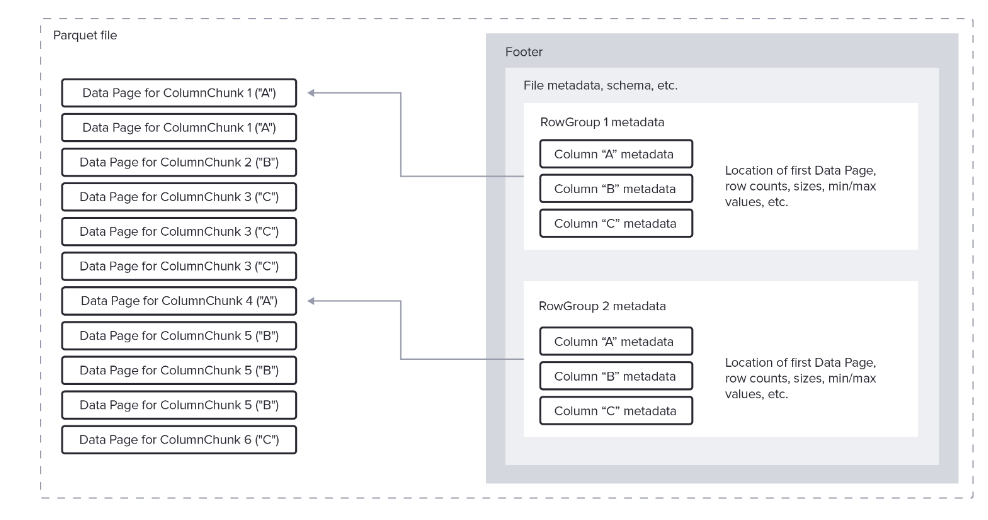 Parquet file
Data Page for ColumnChunk 1 ("A")
Data Page for ColumnChunk 1 ("A")
Data Page for ColumnChunk 2 ("B")
Data Page for ColumnChunk 3 ("C")
Data Page for ColumnChunk 3 ("C")
Data Page for ColumnChunk 3 ("C")
Data Page for ColumnChunk 4 ("A")
Data Page for ColumnChunk 5 ("B")
Data Page for ColumnChunk 5 ("B")
Data Page for ColumnChunk 5 ("B")
Data Page for ColumnChunk 6 ("C")
Footer
File metadata, schema, etc.
RowGroup 1 metadata
Column “A” metadata
Column “B” metadata
Column “C” metadata
Location of first Data Page,
row counts, sizes, min/max
values, etc.
RowGroup 2 metadata
Column “A” metadata
Column “B” metadata
Column “C” metadata
Location of first Data Page,
row counts, sizes, min/max
values, etc.